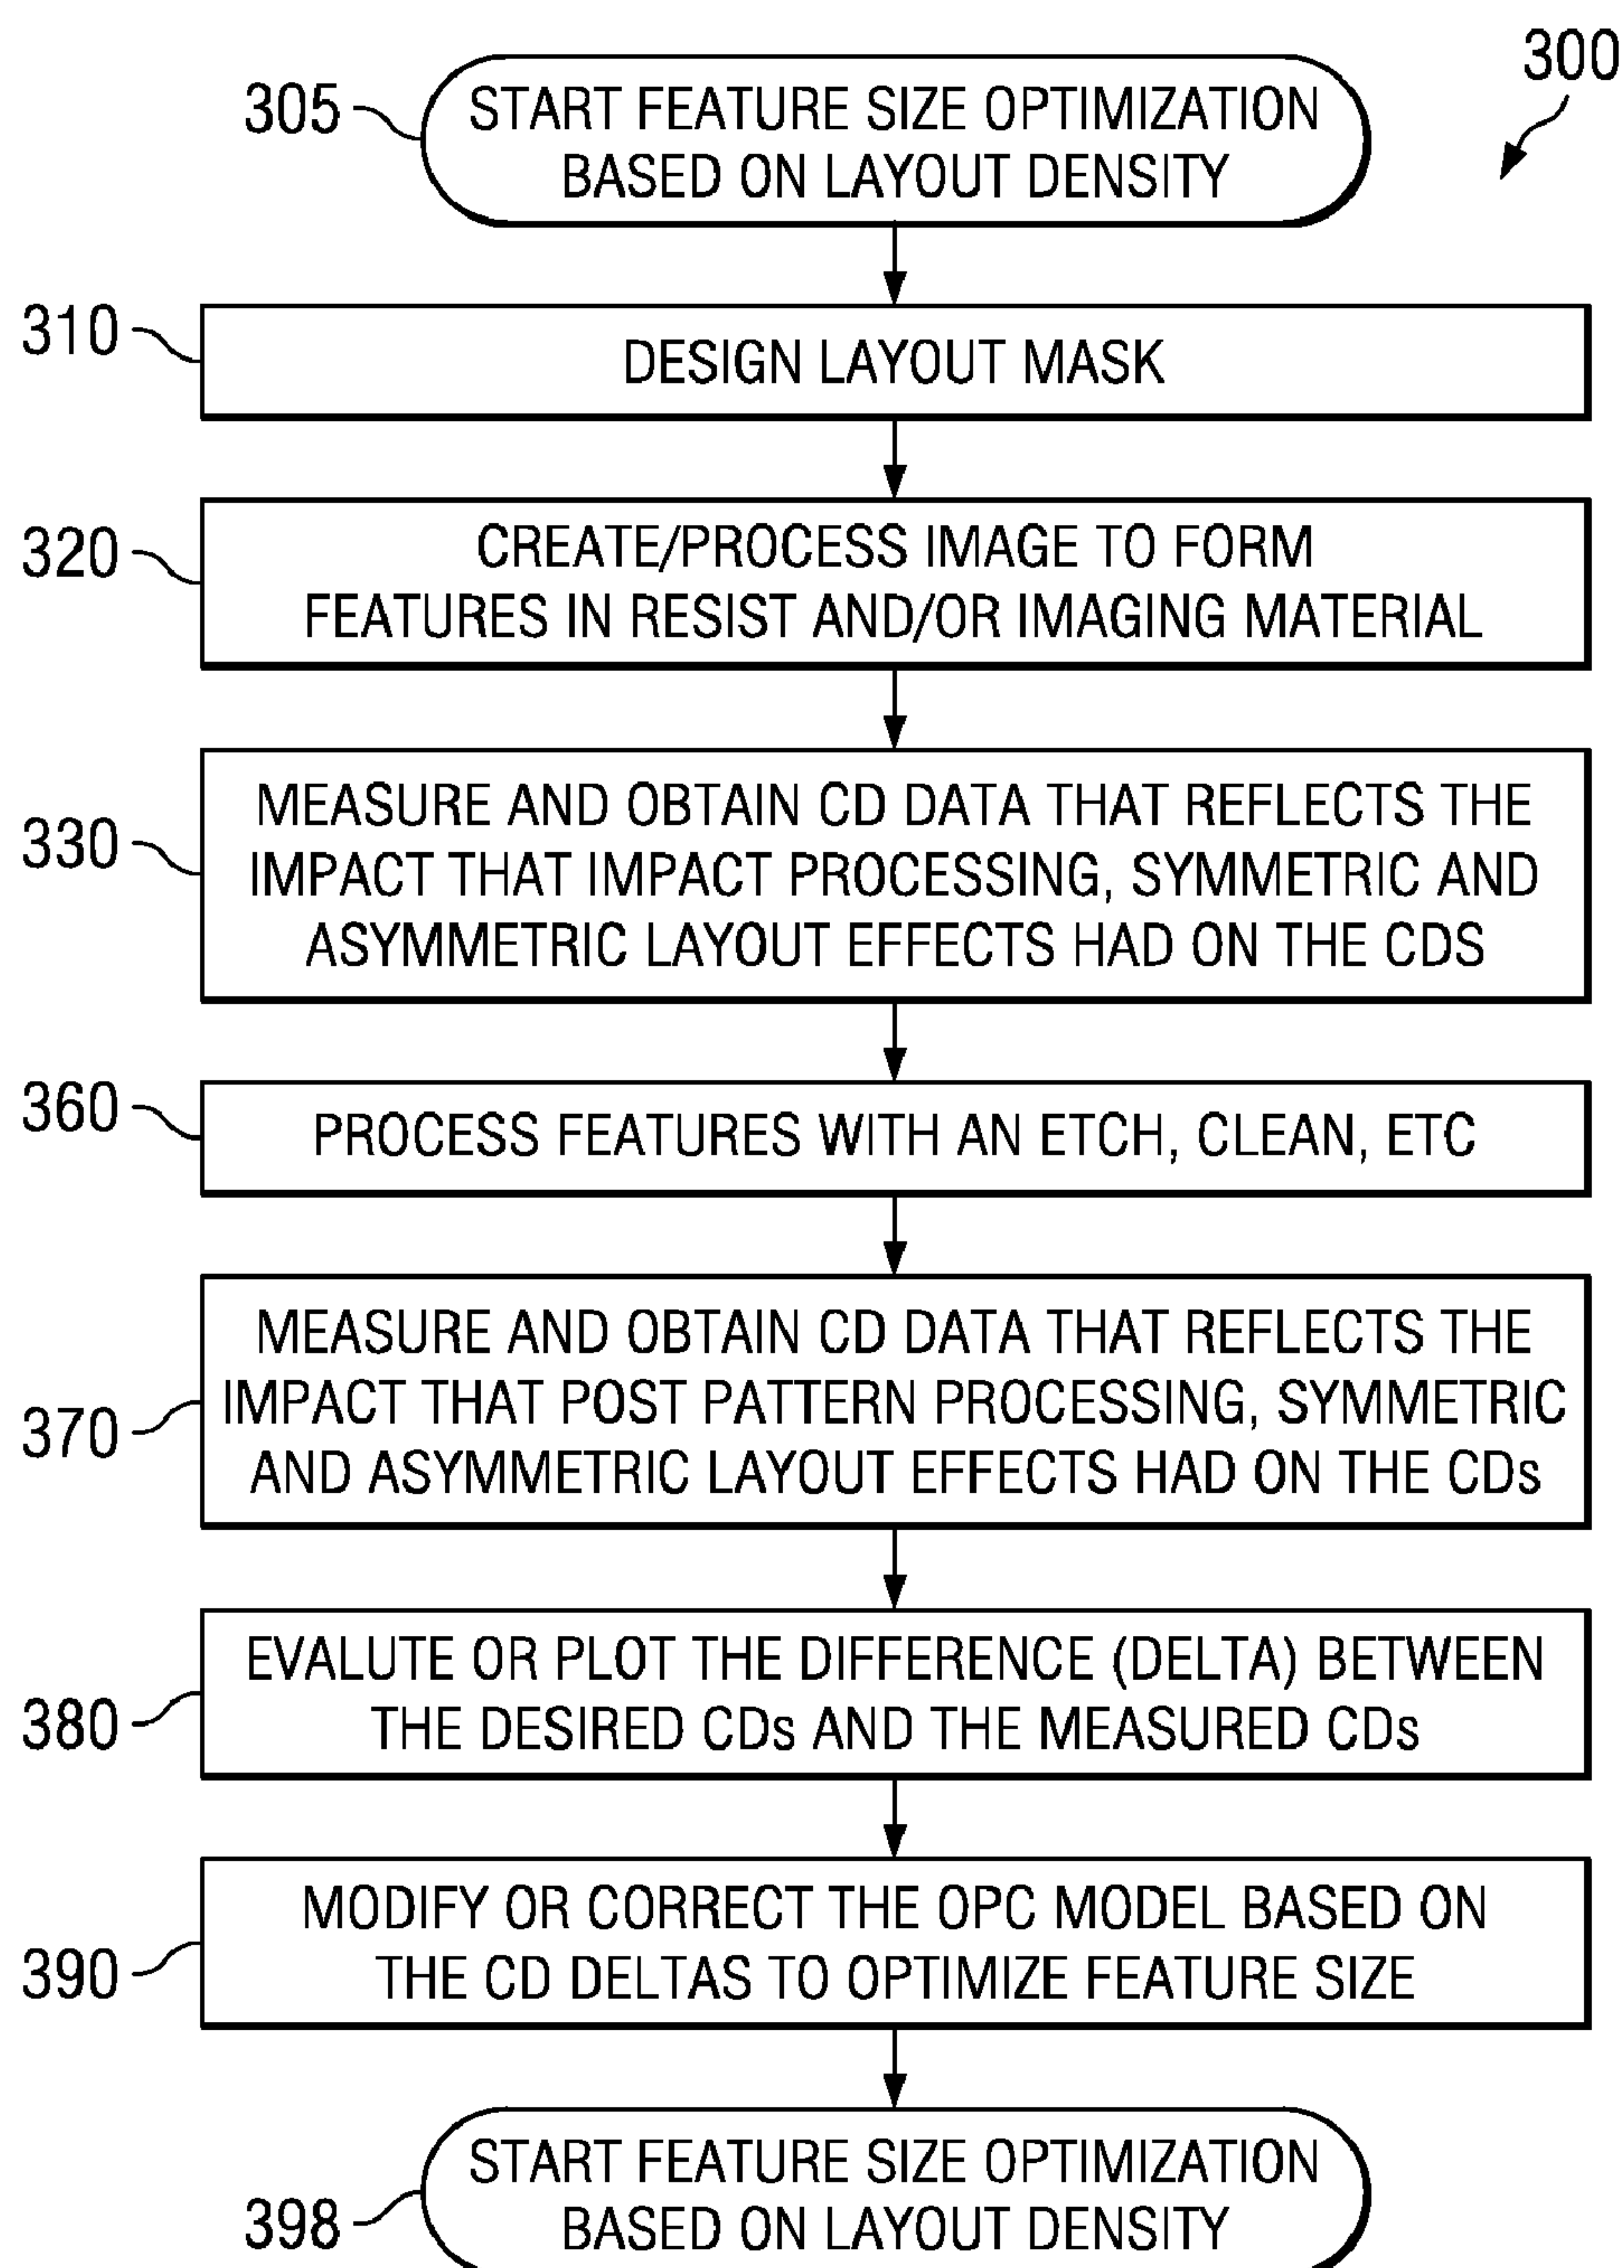 300
305
START FEATURE SIZE OPTIMIZATION
BASED ON LAYOUT DENSITY
310
DESIGN LAYOUT MASK
320
CREATE/PROCESS IMAGE TO FORM
FEATURES IN RESIST AND/OR IMAGING MATERIAL
330
MEASURE AND OBTAIN CD DATA THAT REFLECTS THE
IMPACT THAT IMPACT PROCESSING, SYMMETRIC AND
ASYMMETRIC LAYOUT EFFECTS HAD ON THE CDS
360
PROCESS FEATURES WITH AN ETCH, CLEAN, ETC
370
MEASURE AND OBTAIN CD DATA THAT REFLECTS THE
IMPACT THAT POST PATTERN PROCESSING, SYMMETRIC
AND ASYMMETRIC LAYOUT EFFECTS HAD ON THE CDs
380
EVALUTE OR PLOT THE DIFFERENCE (DELTA) BETWEEN
THE DESIRED CDs AND THE MEASURED CDs
390
MODIFY OR CORRECT THE OPC MODEL BASED ON
THE CD DELTAS TO OPTIMIZE FEATURE SIZE
398
START FEATURE SIZE OPTIMIZATION
BASED ON LAYOUT DENSITY